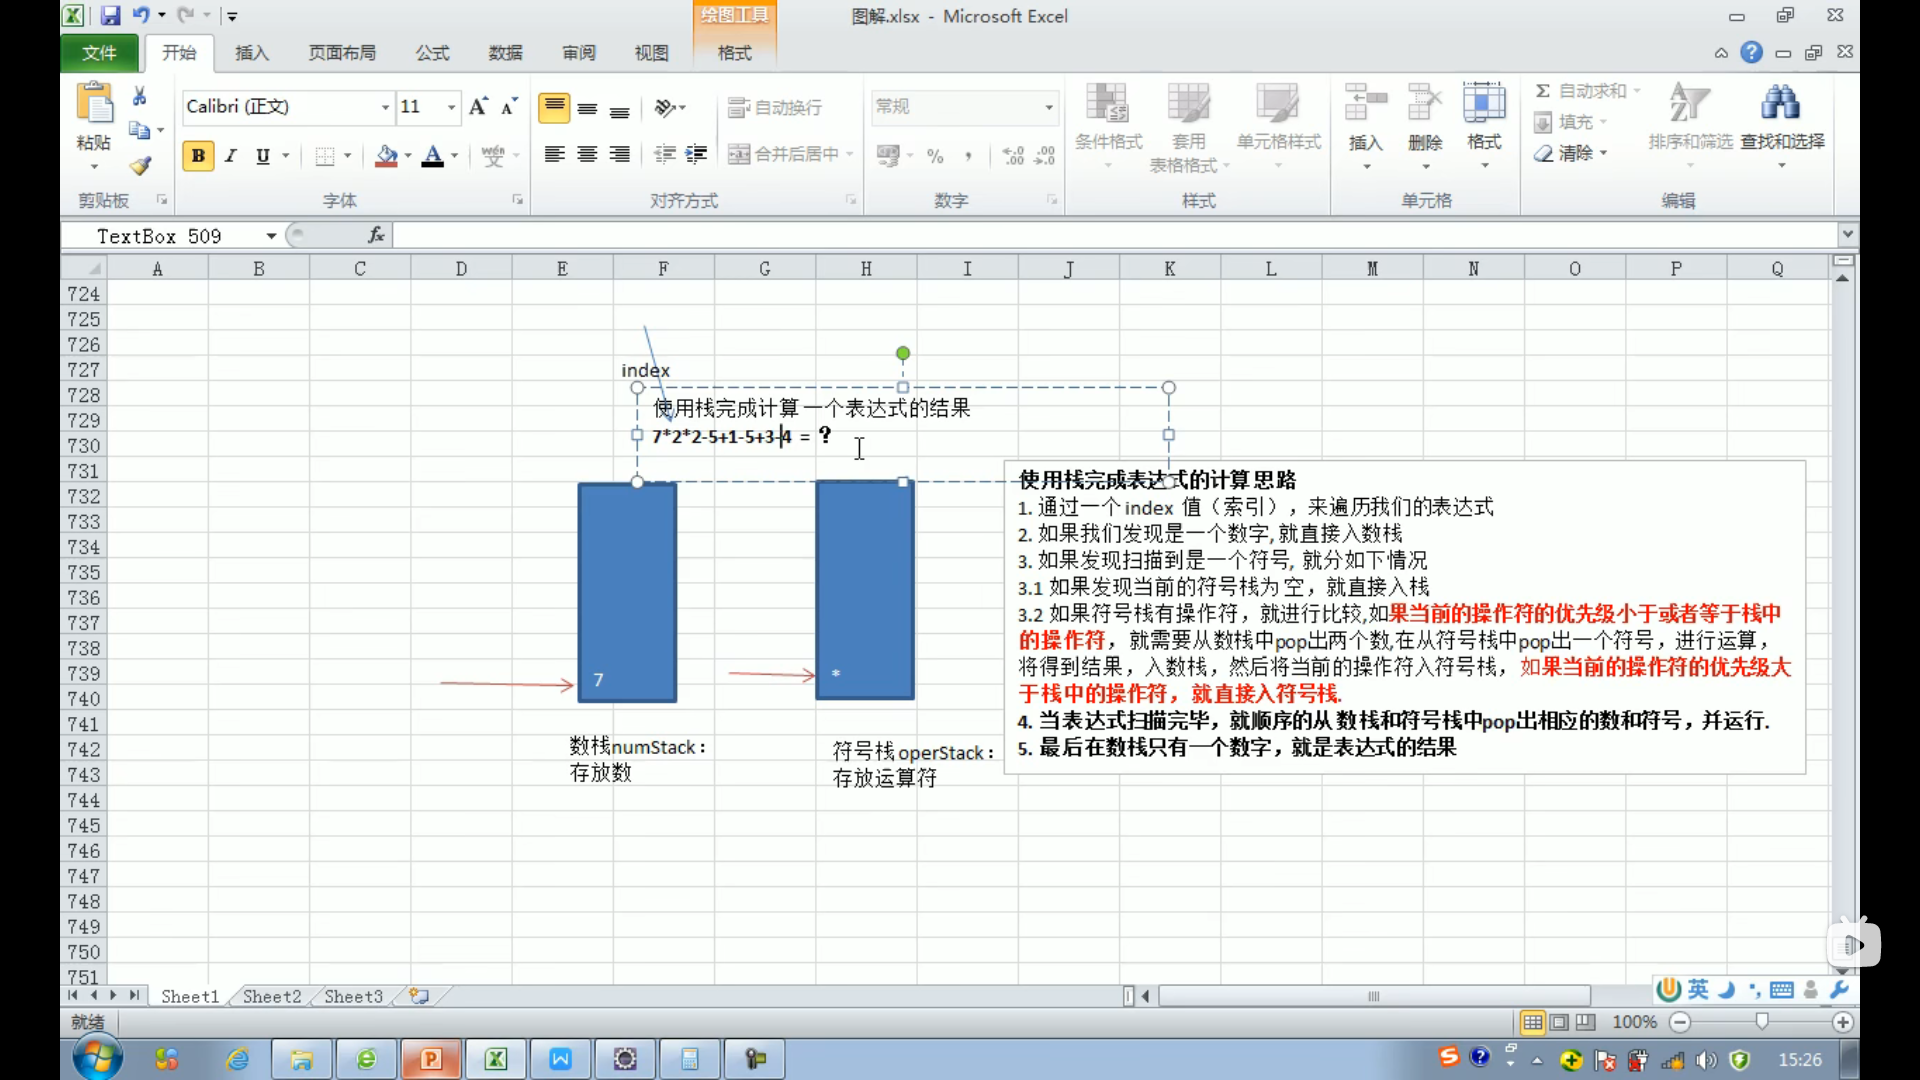 绘图工具
图解.xlsx - Microsoft Excel
文件 开始 插入 页面布局 公式 数据 审阅 视图 格式
Calibri (正文) 11 自动换行 常规 Σ 自动求和
填充
粘贴 B I U A wén 合并后居中 % , 条件格式 套用 单元格样式 插入 删除 格式 清除 排序和筛选 查找和选择
表格格式
剪贴板 字体 对齐方式 数字 样式 单元格 编辑
TextBox 509 fx
A B C D E F G H I J K L M N O P Q
724
725
726
727
728
729
730
731
732
733
734
735
736
737
738
739
740
741
742
743
744
745
746
747
748
749
750
751
index
使用栈完成计算 一个表达式的结果
7*2*2-5+1-5+3-4 = ?
7
*
数栈numStack：
存放数
符号栈 operStack：
存放运算符
使用栈完成表达式的计算 思路
1. 通过一个 index 值（索引），来遍历我们的表达式
2. 如果我们发现是一个数字, 就直接入数栈
3. 如果发现扫描到是一个符号, 就分如下情况
3.1 如果发现当前的符号栈为 空，就直接入栈
3.2 如果符号栈有操作符，就进行比较,如果当前的操作符的优先级小于或者等于栈中
的操作符，就需要从数栈中pop出两个数,在从符号栈中pop出一个符号，进行运算，
将得到结果，入数栈，然后将当前的操作符入符号栈，如果当前的操作符的优先级大
于栈中的操作符，就直接入符号栈.
4. 当表达式扫描完毕，就顺序的从 数栈和符号栈中pop出相应的数和符号，并运行.
5. 最后在数栈只有一个数字，就是表达式的结果
Sheet1 Sheet2 Sheet3
英
就绪 100%
15:26